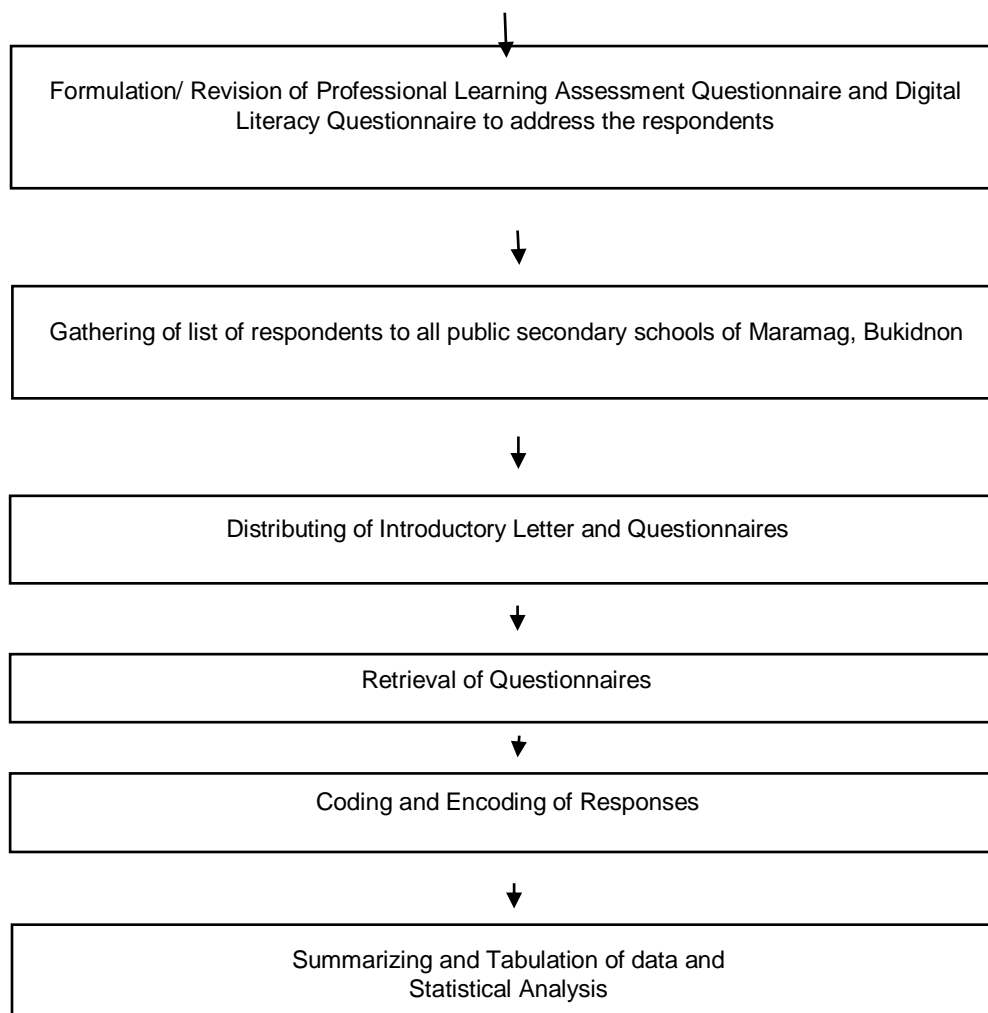 Formulation/ Revision of Professional Learning Assessment Questionnaire and Digital
Literacy Questionnaire to address the respondents
Gathering of list of respondents to all public secondary schools of Maramag, Bukidnon
Distributing of Introductory Letter and Questionnaires
Retrieval of Questionnaires
Coding and Encoding of Responses
Summarizing and Tabulation of data and
Statistical Analysis